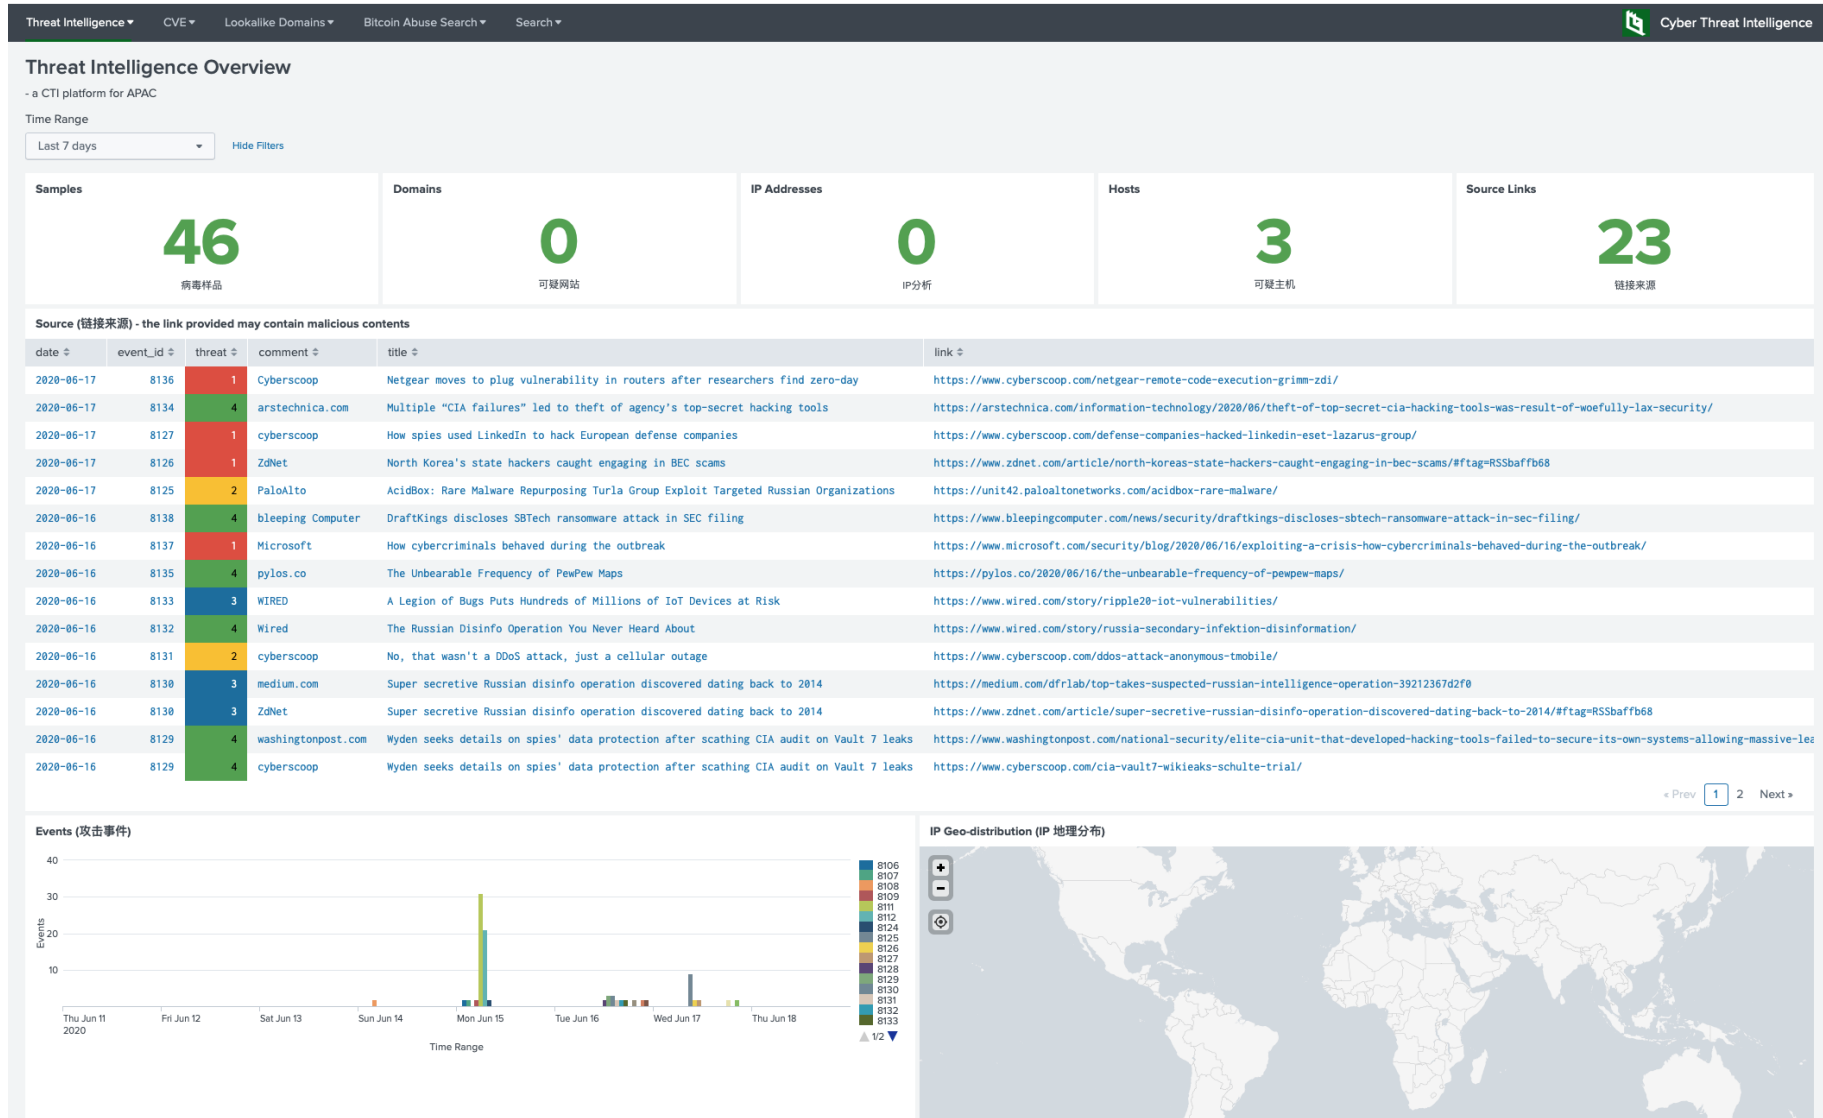 Threat Intelligence CVE Lookalike Domains Bitcoin Abuse Search Search Cyber Threat Intelligence
Threat Intelligence Overview
- a CTI platform for APAC
Time Range
Last 7 days Hide Filters
Samples Domains IP Addresses Hosts Source Links
46 0 0 3 23
病毒样品 可疑网站 IP分析 可疑主机 链接来源
Source (链接来源) - the link provided may contain malicious contents
date event_id threat comment title link
2020-06-17 8136 1 Cyberscoop Netgear moves to plug vulnerability in routers after researchers find zero-day https://www.cyberscoop.com/netgear-remote-code-execution-grimm-zdi/
2020-06-17 8134 4 arstechnica.com Multiple “CIA failures” led to theft of agency’s top-secret hacking tools https://arstechnica.com/information-technology/2020/06/theft-of-top-secret-cia-hacking-tools-was-result-of-woefully-lax-security/
2020-06-17 8127 1 cyberscoop How spies used LinkedIn to hack European defense companies https://www.cyberscoop.com/defense-companies-hacked-linkedin-eset-lazarus-group/
2020-06-17 8126 1 ZdNet North Korea's state hackers caught engaging in BEC scams https://www.zdnet.com/article/north-koreas-state-hackers-caught-engaging-in-bec-scams/#ftag=RSSbaffb68
2020-06-17 8125 2 PaloAlto AcidBox: Rare Malware Repurposing Turla Group Exploit Targeted Russian Organizations https://unit42.paloaltonetworks.com/acidbox-rare-malware/
2020-06-16 8138 4 bleeping Computer DraftKings discloses SBTech ransomware attack in SEC filing https://www.bleepingcomputer.com/news/security/draftkings-discloses-sbtech-ransomware-attack-in-sec-filing/
2020-06-16 8137 1 Microsoft How cybercriminals behaved during the outbreak https://www.microsoft.com/security/blog/2020/06/16/exploiting-a-crisis-how-cybercriminals-behaved-during-the-outbreak/
2020-06-16 8135 4 pylos.co The Unbearable Frequency of PewPew Maps https://pylos.co/2020/06/16/the-unbearable-frequency-of-pewpew-maps/
2020-06-16 8133 3 WIRED A Legion of Bugs Puts Hundreds of Millions of IoT Devices at Risk https://www.wired.com/story/ripple20-iot-vulnerabilities/
2020-06-16 8132 4 Wired The Russian Disinfo Operation You Never Heard About https://www.wired.com/story/russia-secondary-infektion-disinformation/
2020-06-16 8131 2 cyberscoop No, that wasn't a DDoS attack, just a cellular outage https://www.cyberscoop.com/ddos-attack-anonymous-tmobile/
2020-06-16 8130 3 medium.com Super secretive Russian disinfo operation discovered dating back to 2014 https://medium.com/dfrlab/top-takes-suspected-russian-intelligence-operation-39212367d2f0
2020-06-16 8130 3 ZdNet Super secretive Russian disinfo operation discovered dating back to 2014 https://www.zdnet.com/article/super-secretive-russian-disinfo-operation-discovered-dating-back-to-2014/#ftag=RSSbaffb68
2020-06-16 8129 4 washingtonpost.com Wyden seeks details on spies' data protection after scathing CIA audit on Vault 7 leaks https://www.washingtonpost.com/national-security/elite-cia-unit-that-developed-hacking-tools-failed-to-secure-its-own-systems-allowing-massive-lea
2020-06-16 8129 4 cyberscoop Wyden seeks details on spies' data protection after scathing CIA audit on Vault 7 leaks https://www.cyberscoop.com/cia-vault7-wikieaks-schulte-trial/
« Prev 1 2 Next »
Events (攻击事件)
40
30
20
10
Events
Thu Jun 11 Fri Jun 12 Sat Jun 13 Sun Jun 14 Mon Jun 15 Tue Jun 16 Wed Jun 17 Thu Jun 18
2020
Time Range
8106
8107
8108
8109
8111
8112
8124
8125
8126
8127
8128
8129
8130
8131
8132
8133
1/2
IP Geo-distribution (IP 地理分布)
+
−